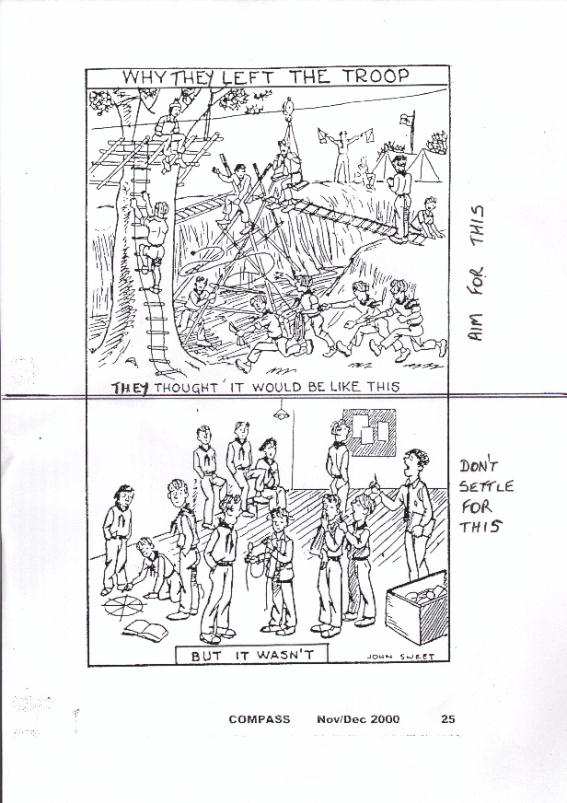 WHY THEY LEFT THE TROOP
AIM FOR THIS
THEY THOUGHT IT WOULD BE LIKE THIS
DON'T
SETTLE
FOR
THIS
BUT IT WASN'T
JOHN SWEET
COMPASS Nov/Dec 2000 25